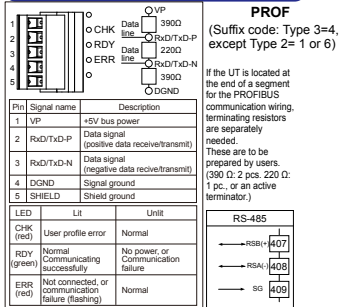 PROF
(Suffix code: Type 3=4,
except Type 2= 1 or 6)
1
2
3
4
5
CHK
RDY
ERR
VP
390Ω
Data line
RxD/TxD-P
220Ω
Data line
RxD/TxD-N
390Ω
DGND
If the UT is located at
the end of a segment
for the PROFIBUS
communication wiring,
terminating resistors
are separately
needed.
These are to be
prepared by users.
(390 Ω: 2 pcs. 220 Ω:
1 pc., or an active
terminator.)
Pin Signal name Description
1 VP +5V bus power
2 RxD/TxD-P Data signal
(positive data receive/transmit)
3 RxD/TxD-N Data signal
(negative data recive/transmit)
4 DGND Signal ground
5 SHIELD Shield ground
LED Lit Unlit
CHK (red) User profile error Normal
RDY (green) Normal Communicating successfully No power, or Communication failure
ERR (red) Not connected, or communication failure (flashing) Normal
RS-485
RSB(+) 407
RSA(-) 408
SG 409